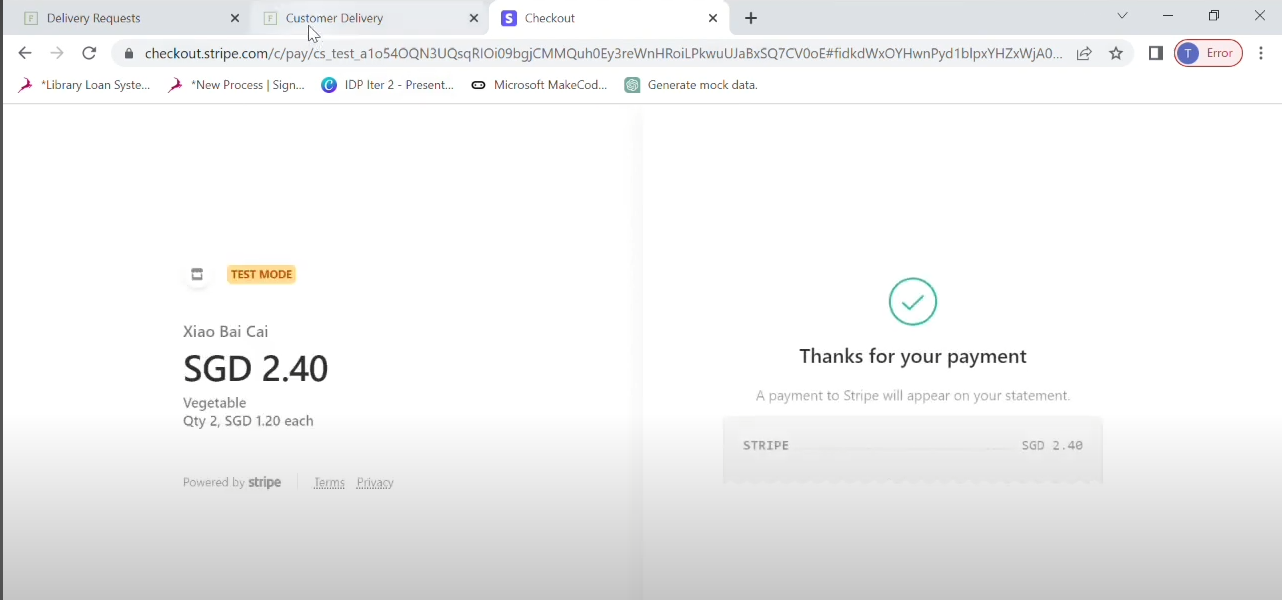 Delivery Requests
Customer Delivery
Checkout
checkout.stripe.com/c/pay/cs_test_a1o54OQN3UQsqRlOi09bgjCMMQuh0Ey3reWnHRoiLPkwuUJaBxSQ7CV0oE#fidkdWxOYHwnPyd1blpxYHZxWjA0...
T Error
*Library Loan Syste...
*New Process | Sign...
IDP Iter 2 - Present...
Microsoft MakeCod...
Generate mock data.
TEST MODE
Xiao Bai Cai
SGD 2.40
Vegetable
Qty 2, SGD 1.20 each
Powered by stripe
Terms Privacy
Thanks for your payment
A payment to Stripe will appear on your statement.
STRIPE SGD 2.40